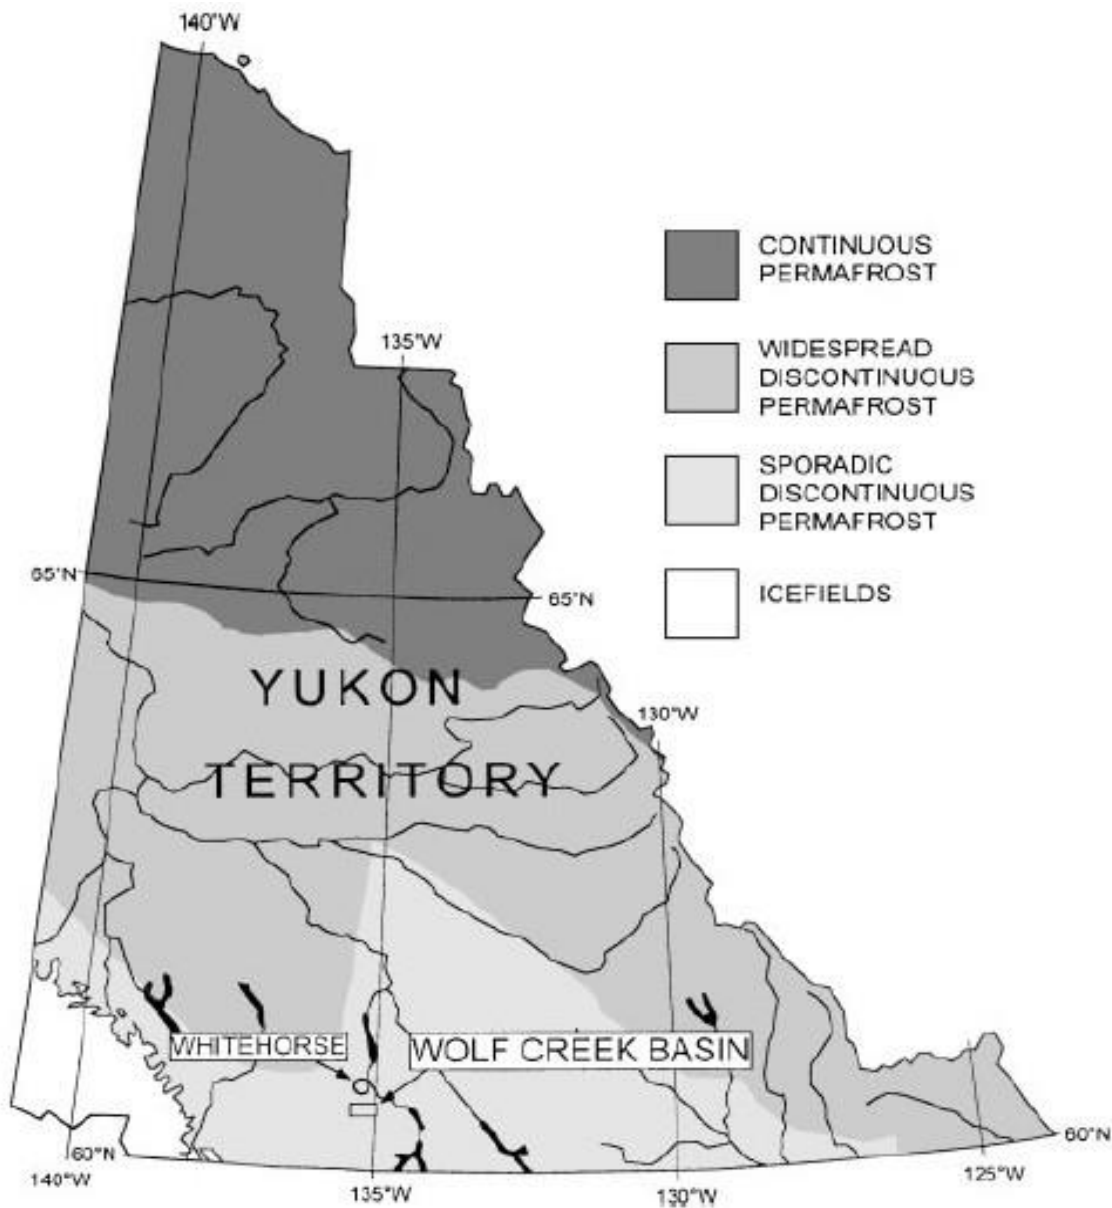 140°W
CONTINUOUS
PERMAFROST
135°W
WIDESPREAD
DISCONTINUOUS
PERMAFROST
SPORADIC
DISCONTINUOUS
PERMAFROST
65°N
65°N
ICEFIELDS
YUKON
130°W
TERRITORY
WHITEHORSE
WOLF CREEK BASIN
60°N
60°N
140°W
135°W
130°W
125°W